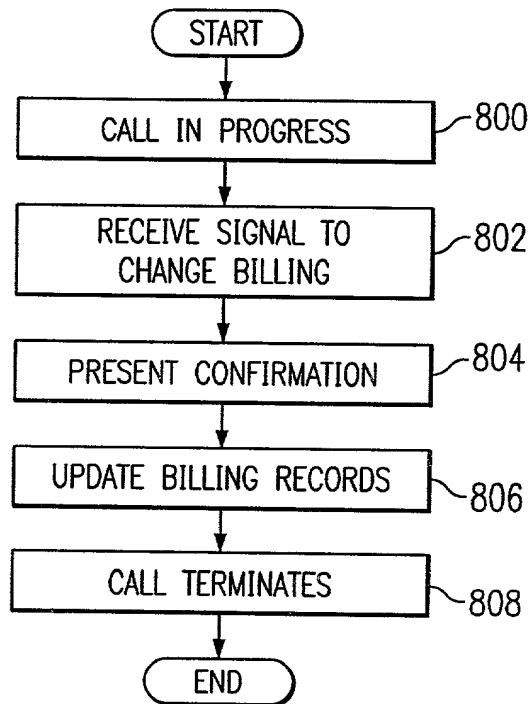 START
CALL IN PROGRESS
800
RECEIVE SIGNAL TO
CHANGE BILLING
802
PRESENT CONFIRMATION
804
UPDATE BILLING RECORDS
806
CALL TERMINATES
808
END